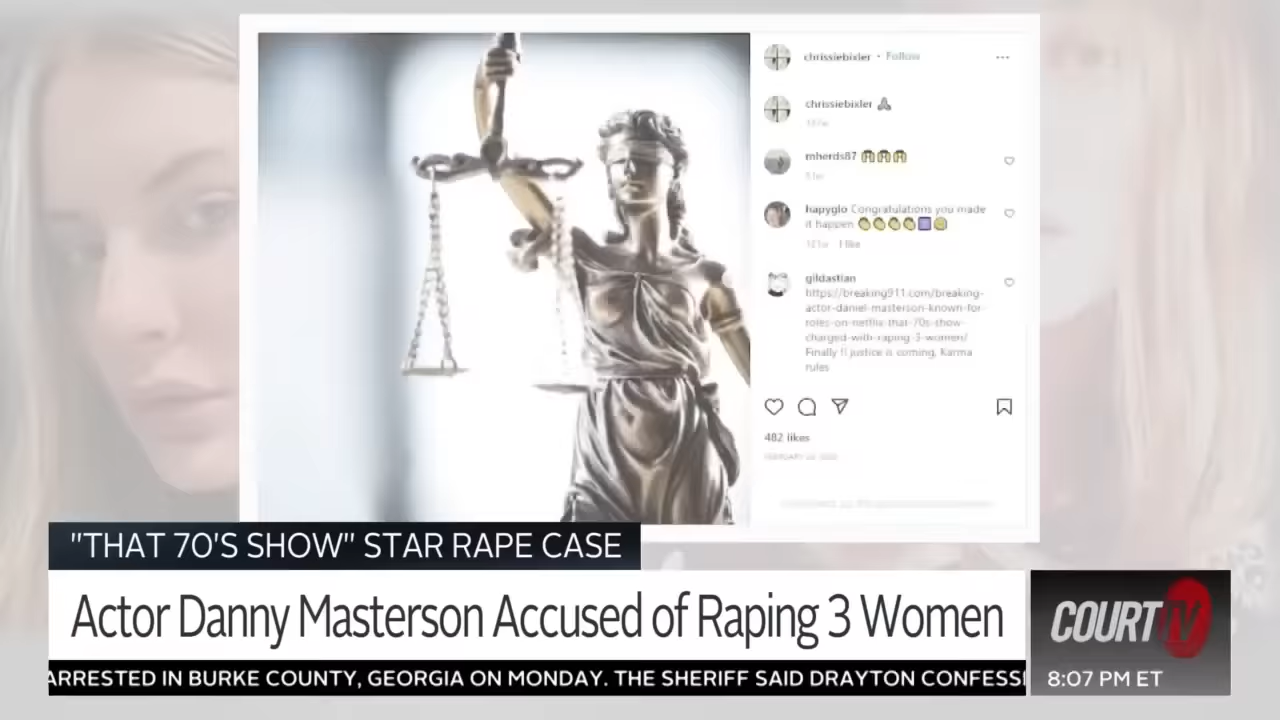 chrissiebixler • Follow
chrissiebixler
mherds87
hapyglo Congratulations you made
it happen
gildastian
https://breaking911.com/breaking-
actor-daniel-masterson-known-for-
roles-on-netflix-that-70s-show-
charged-with-raping-3-women/
Finally !! justice is coming, Karma
rules
482 likes
"THAT 70'S SHOW" STAR RAPE CASE
Actor Danny Masterson Accused of Raping 3 Women
COURT TV
ARRESTED IN BURKE COUNTY, GEORGIA ON MONDAY. THE SHERIFF SAID DRAYTON CONFESS
8:07 PM ET